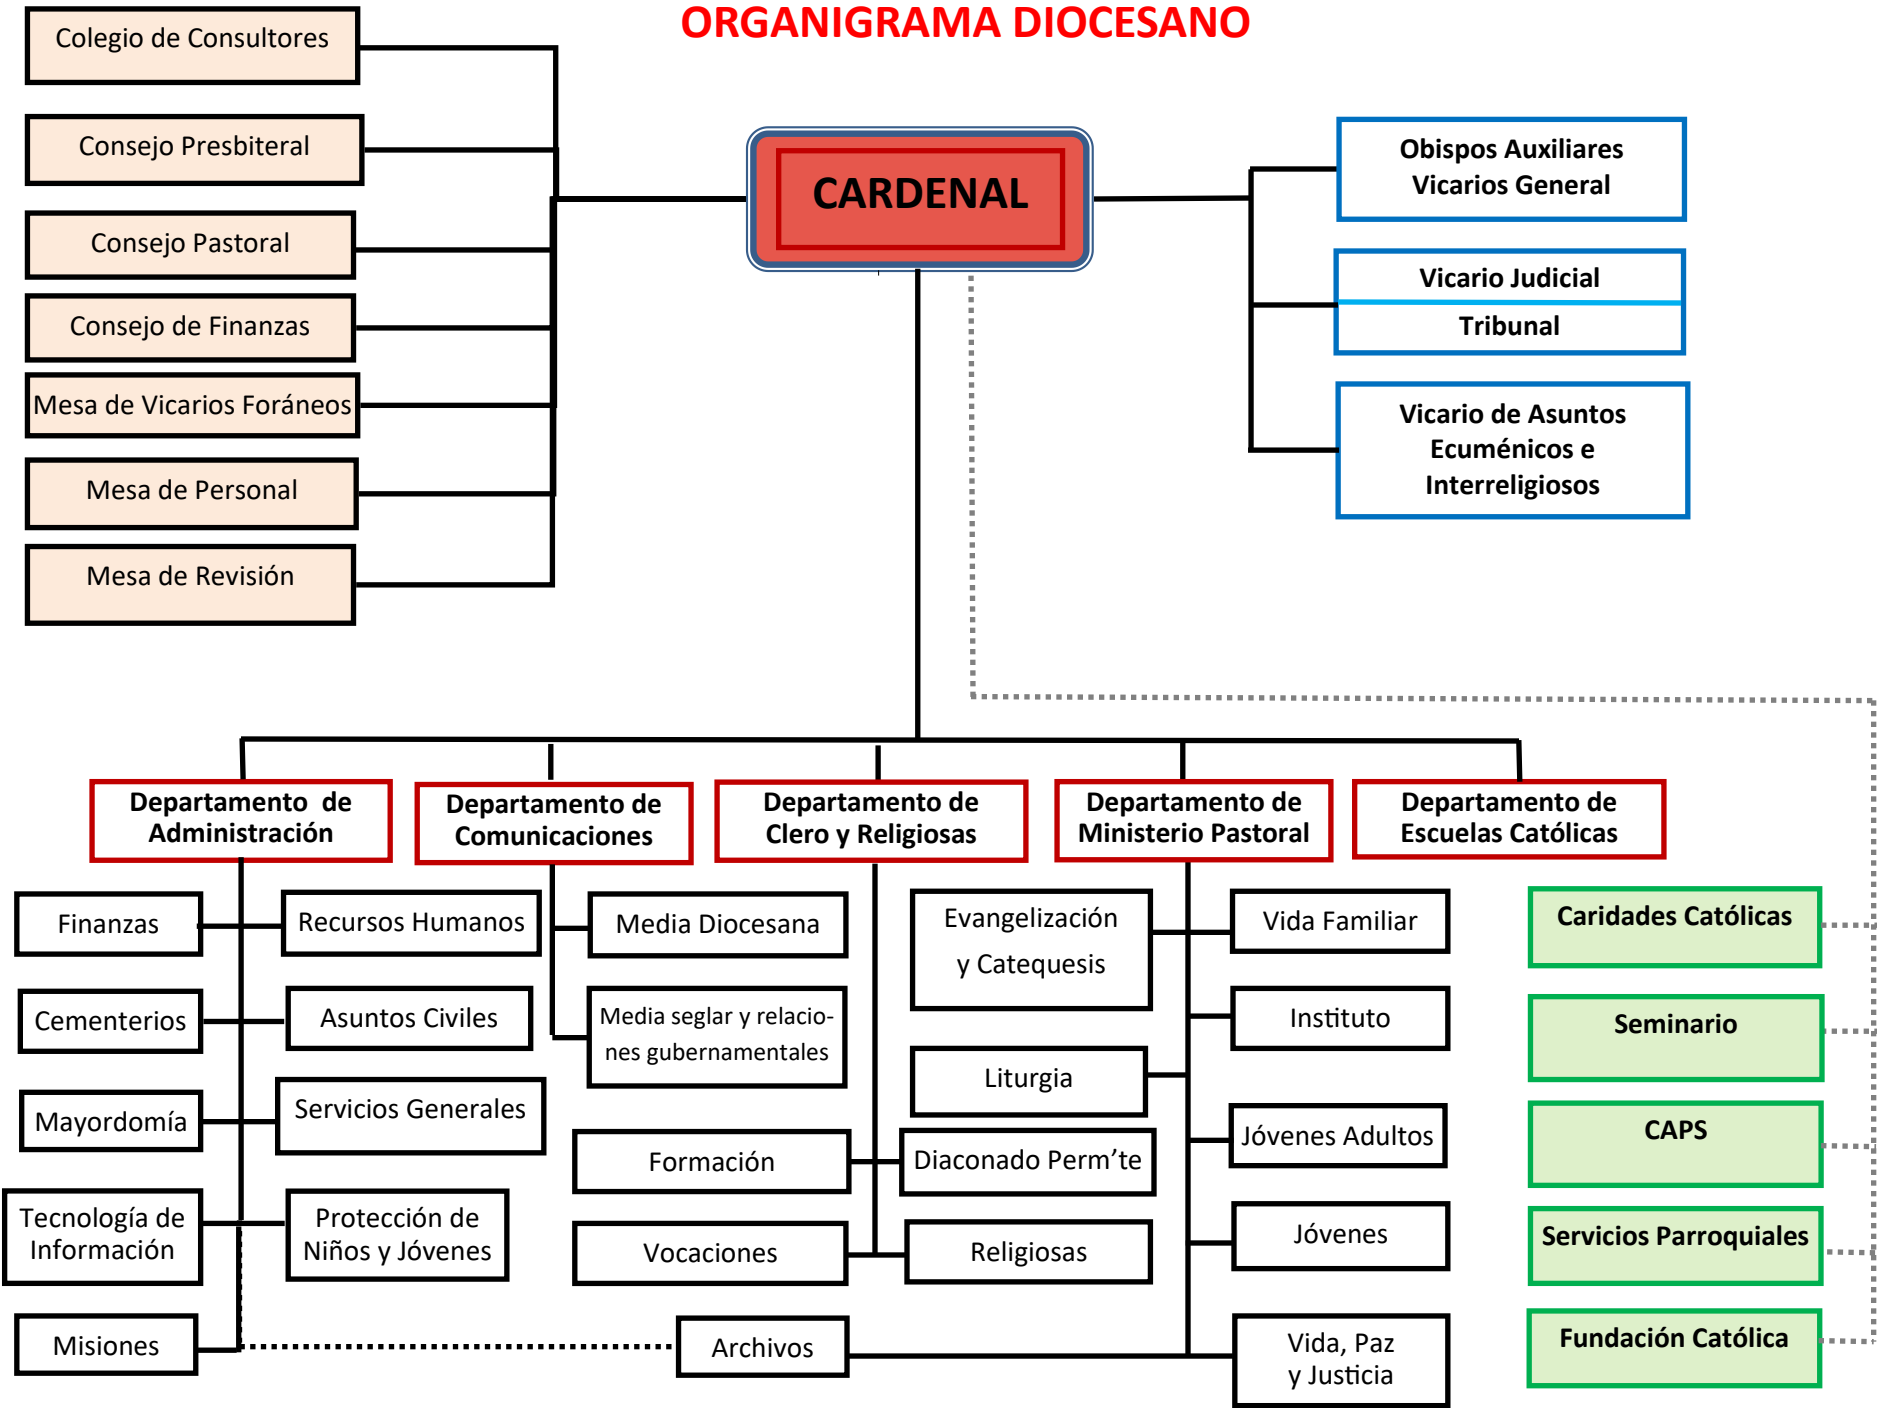 ORGANIGRAMA DIOCESANO
Colegio de Consultores
Consejo Presbiteral
Consejo Pastoral
Consejo de Finanzas
Mesa de Vicarios Foráneos
Mesa de Personal
Mesa de Revisión
CARDENAL
Obispos Auxiliares
Vicarios General
Vicario Judicial
Tribunal
Vicario de Asuntos
Ecuménicos e
Interreligiosos
Departamento de
Administración
Departamento de
Comunicaciones
Departamento de
Clero y Religiosas
Departamento de
Ministerio Pastoral
Departamento de
Escuelas Católicas
Finanzas
Recursos Humanos
Cementerios
Asuntos Civiles
Mayordomía
Servicios Generales
Tecnología de
Información
Protección de
Niños y Jóvenes
Misiones
Media Diocesana
Media seglar y relacio-
nes gubernamentales
Formación
Diaconado Perm’te
Vocaciones
Religiosas
Archivos
Evangelización
y Catequesis
Vida Familiar
Instituto
Liturgia
Jóvenes Adultos
Jóvenes
Vida, Paz
y Justicia
Caridades Católicas
Seminario
CAPS
Servicios Parroquiales
Fundación Católica